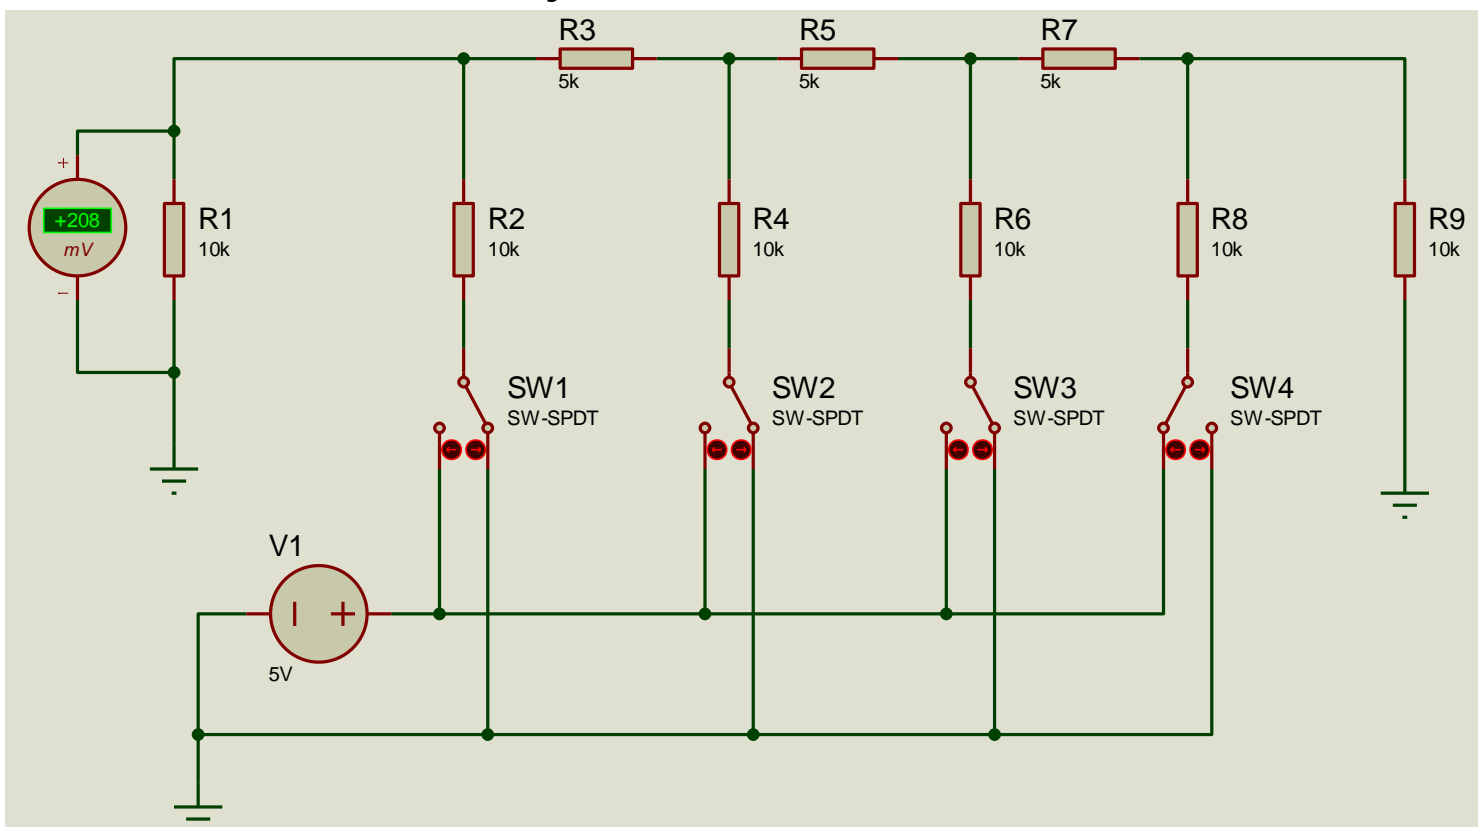 R3
5k
R5
5k
R7
5k
+
+208
mV
–
R1
10k
R2
10k
R4
10k
R6
10k
R8
10k
R9
10k
SW1
SW-SPDT
SW2
SW-SPDT
SW3
SW-SPDT
SW4
SW-SPDT
V1
5V